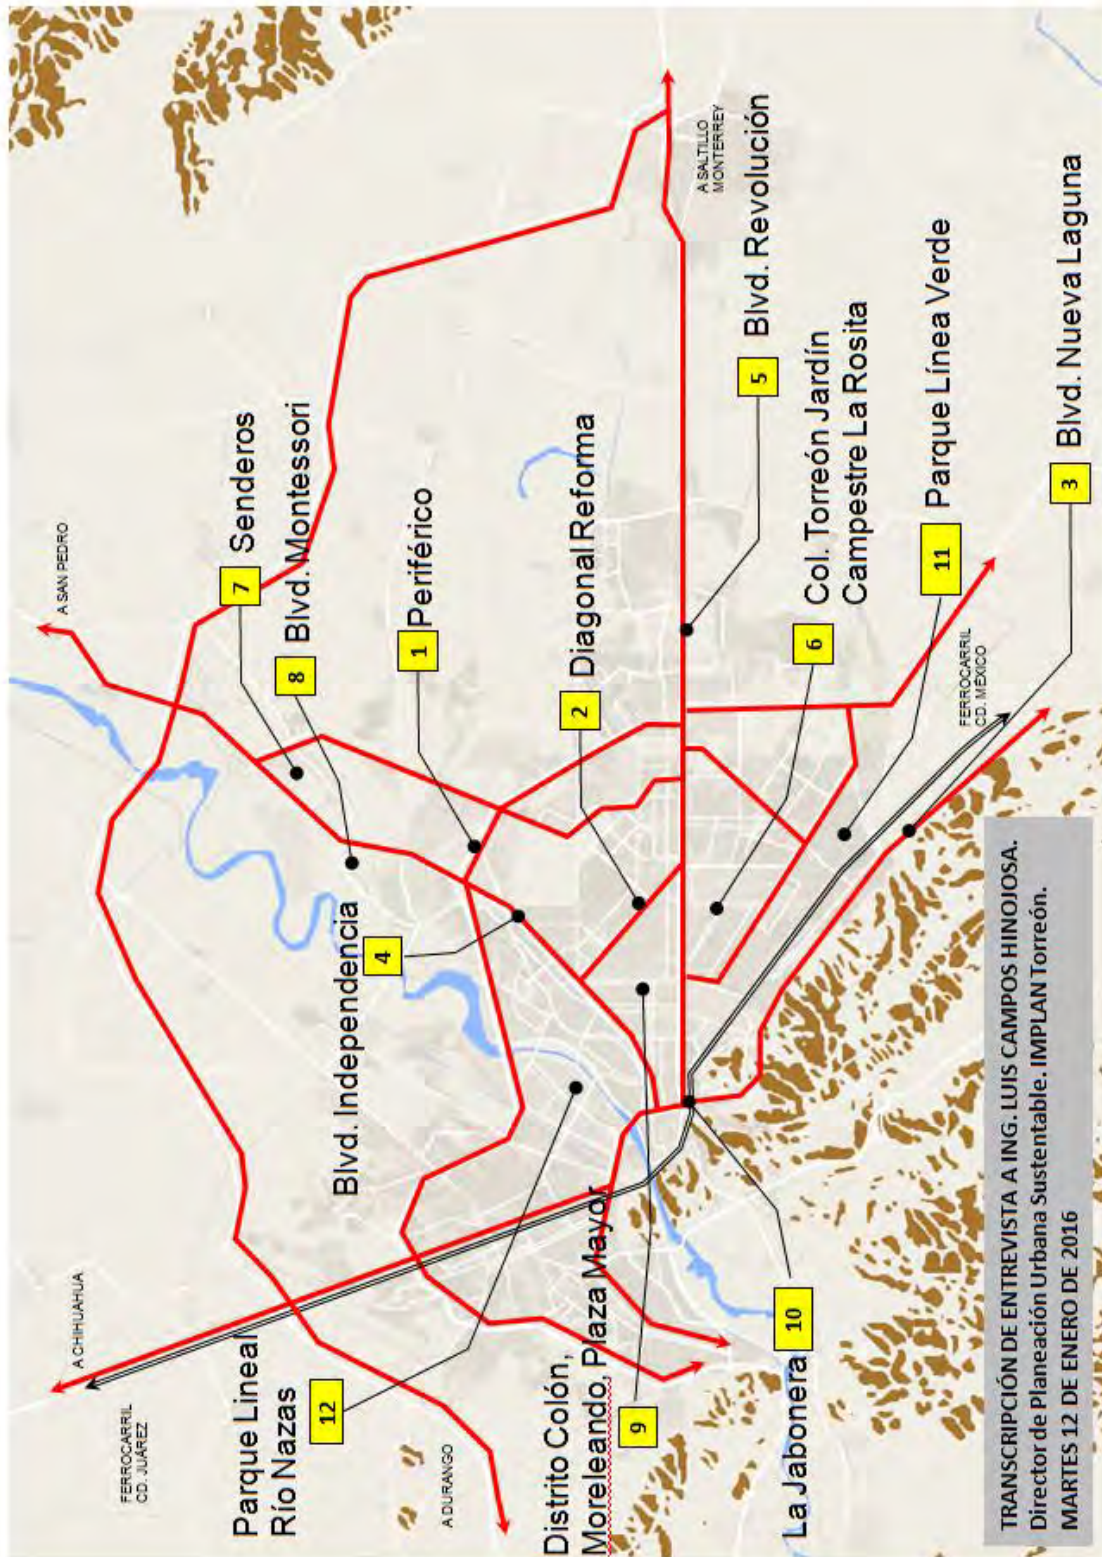 A SAN PEDRO
A CHIHUAHUA
FERROCARRIL
CD. JUÁREZ
7 Senderos
Parque Lineal
Río Nazas
12
8 Blvd. Montessori
Blvd. Independencia
4
1 Periférico
A DURANGO
Distrito Colón,
Moreleando, Plaza Mayor
9
2 Diagonal Reforma
A SALTILLO
MONTERREY
5 Blvd. Revolución
La Jabonera 10
6 Col. Torreón Jardín
Campestre La Rosita
11 Parque Línea Verde
FERROCARRIL
CD. MÉXICO
3 Blvd. Nueva Laguna
TRANSCRIPCIÓN DE ENTREVISTA A ING. LUIS CAMPOS HINOJOSA.
Director de Planeación Urbana Sustentable. IMPLAN Torreón.
MARTES 12 DE ENERO DE 2016